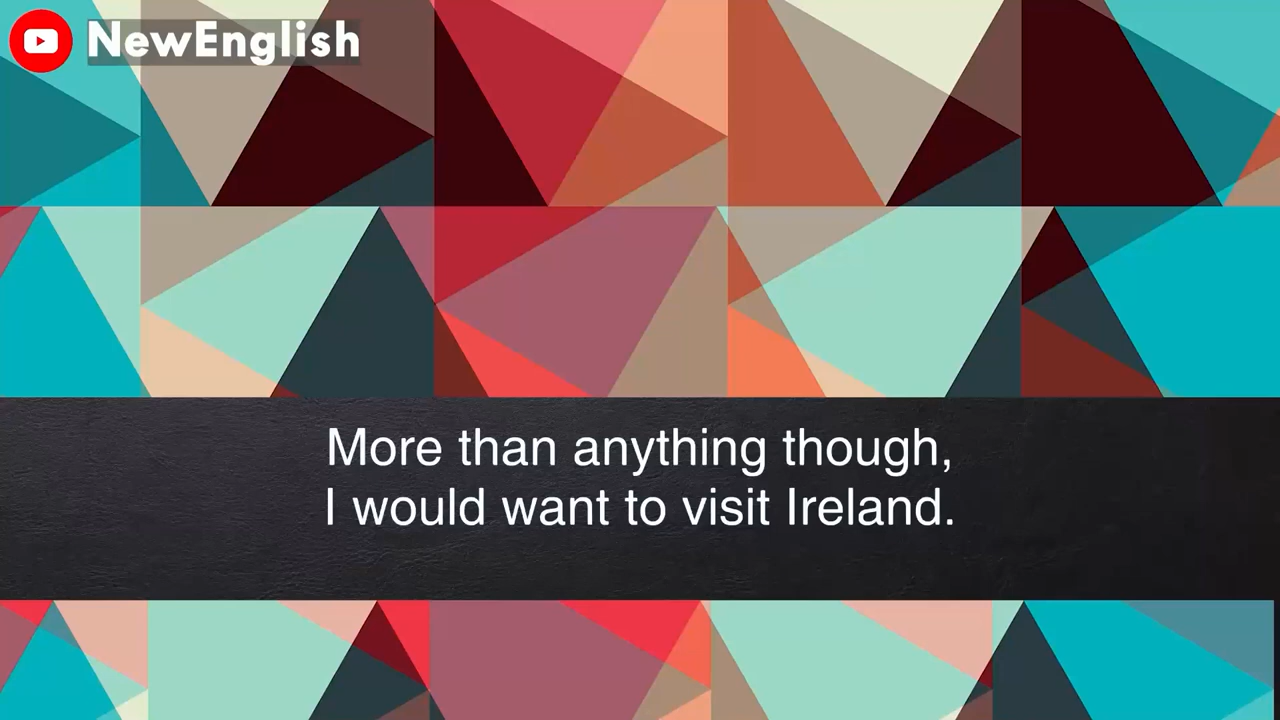 NewEnglish
More than anything though,
I would want to visit Ireland.